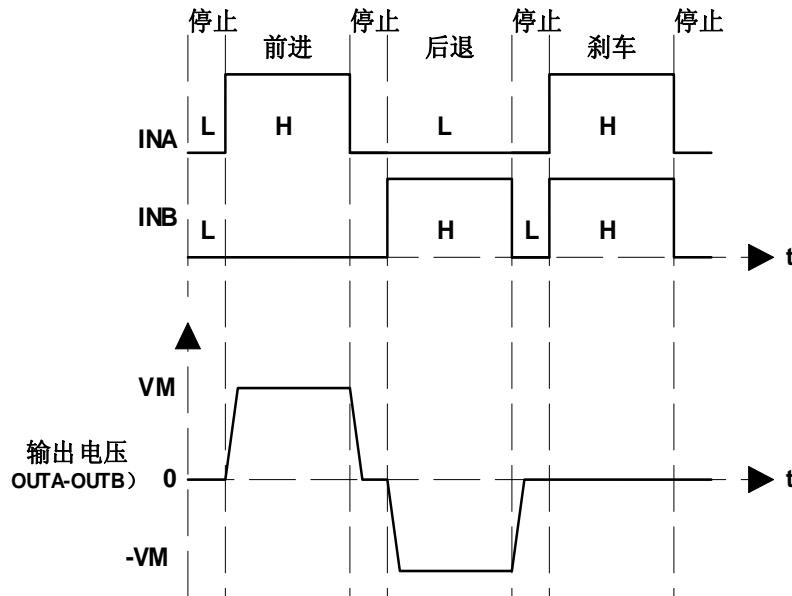 停止 停止 停止 停止
前进 后退 刹车
L H L H
INA
INB
L H L H
t
VM
输出电压
OUTA-OUTB）
0
t
-VM